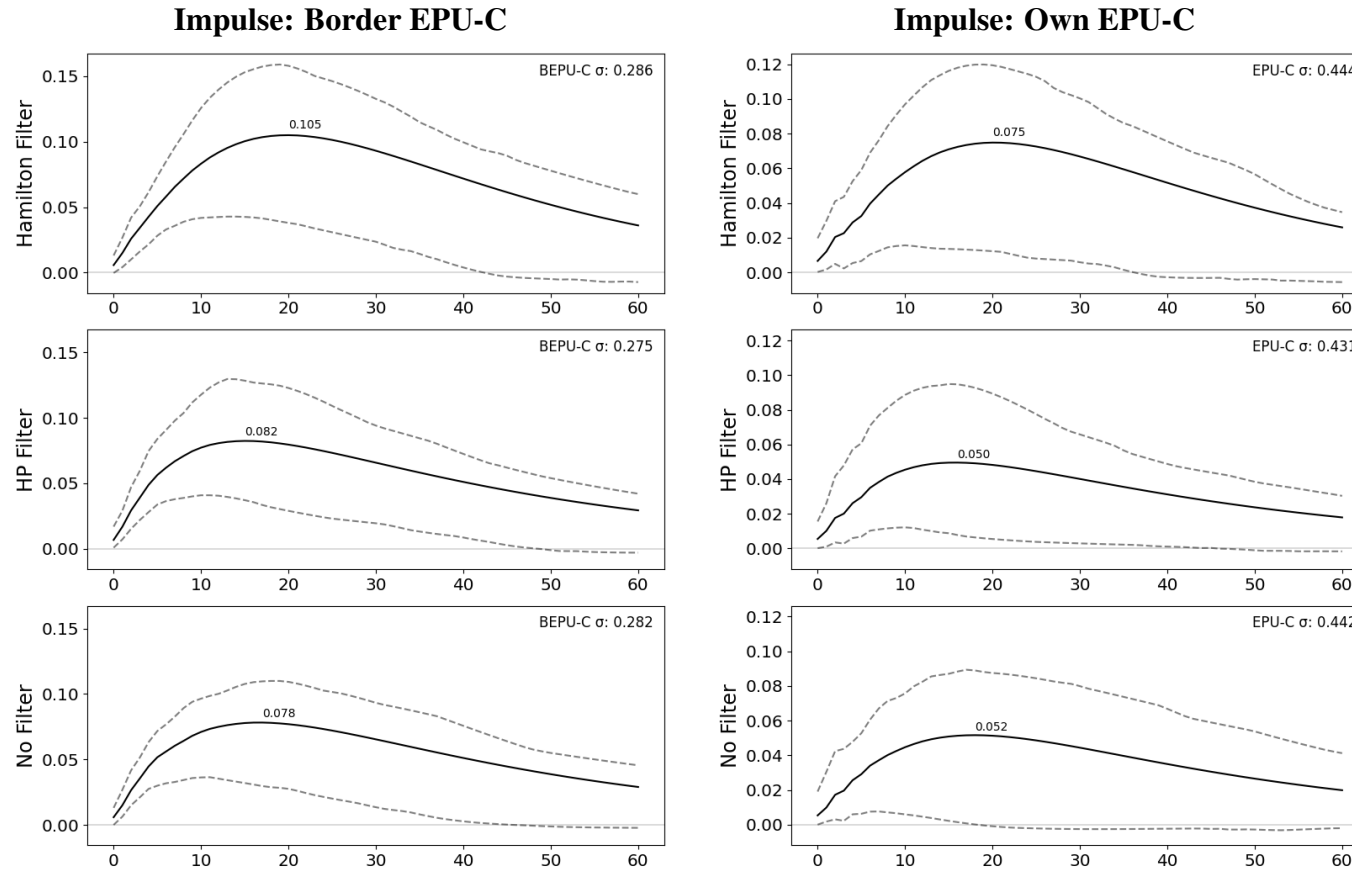 Impulse: Border EPU-C
Impulse: Own EPU-C
Hamilton Filter
0.15
0.10
0.05
0.00
BEPU-C σ: 0.286
0.105
0 10 20 30 40 50 60
0.12
0.10
0.08
0.06
0.04
0.02
0.00
Hamilton Filter
EPU-C σ: 0.444
0.075
0 10 20 30 40 50 60
HP Filter
0.15
0.10
0.05
0.00
BEPU-C σ: 0.275
0.082
0 10 20 30 40 50 60
HP Filter
0.12
0.10
0.08
0.06
0.04
0.02
0.00
EPU-C σ: 0.431
0.050
0 10 20 30 40 50 60
No Filter
0.15
0.10
0.05
0.00
BEPU-C σ: 0.282
0.078
0 10 20 30 40 50 60
No Filter
0.12
0.10
0.08
0.06
0.04
0.02
0.00
EPU-C σ: 0.442
0.052
0 10 20 30 40 50 60